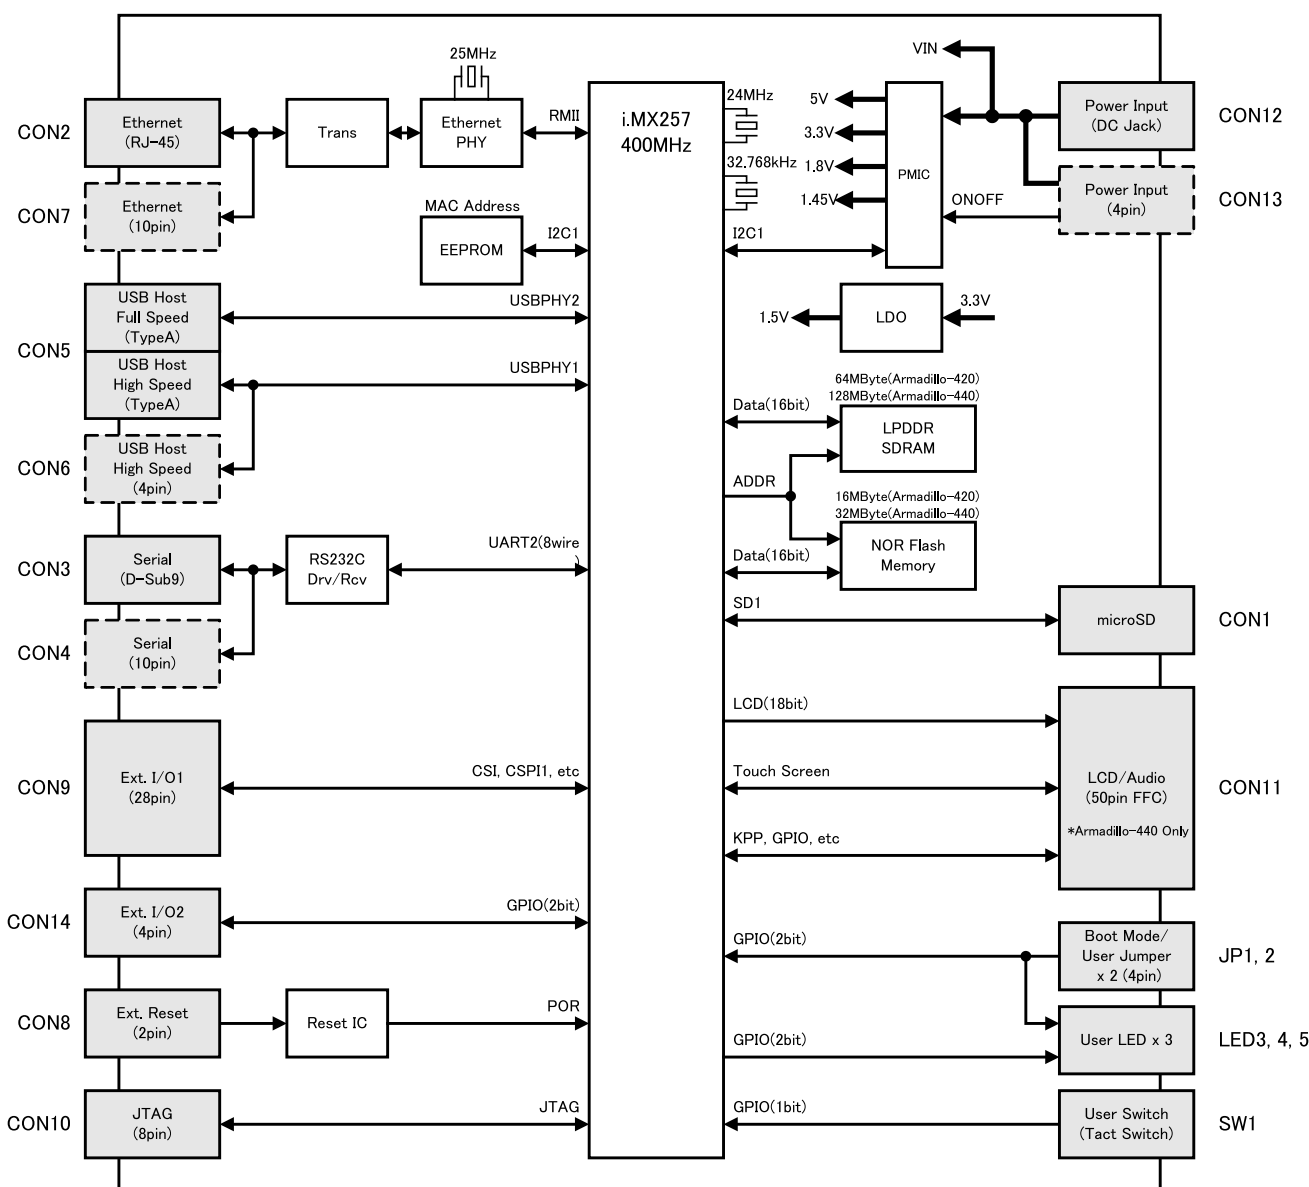 25MHz
CON2
Ethernet
(RJ-45)
Trans
Ethernet
PHY
RMII
CON7
Ethernet
(10pin)
MAC Address
EEPROM
I2C1
CON5
USB Host
Full Speed
(TypeA)
USBPHY2
USB Host
High Speed
(TypeA)
USBPHY1
CON6
USB Host
High Speed
(4pin)
CON3
Serial
(D-Sub9)
RS232C
Drv/Rcv
UART2(8wire
)
CON4
Serial
(10pin)
CON9
Ext. I/O1
(28pin)
CSI, CSPI1, etc
CON14
Ext. I/O2
(4pin)
GPIO(2bit)
CON8
Ext. Reset
(2pin)
Reset IC
POR
CON10
JTAG
(8pin)
JTAG
i.MX257
400MHz
24MHz
32.768kHz
I2C1
VIN
5V
3.3V
1.8V
1.45V
PMIC
ONOFF
Power Input
(DC Jack)
CON12
Power Input
(4pin)
CON13
1.5V
LDO
3.3V
64MByte(Armadillo-420)
128MByte(Armadillo-440)
Data(16bit)
LPDDR
SDRAM
ADDR
16MByte(Armadillo-420)
32MByte(Armadillo-440)
NOR Flash
Memory
Data(16bit)
SD1
microSD
CON1
LCD(18bit)
Touch Screen
KPP, GPIO, etc
LCD/Audio
(50pin FFC)
*Armadillo-440 Only
CON11
GPIO(2bit)
Boot Mode/
User Jumper
x 2 (4pin)
JP1, 2
GPIO(2bit)
User LED x 3
LED3, 4, 5
GPIO(1bit)
User Switch
(Tact Switch)
SW1